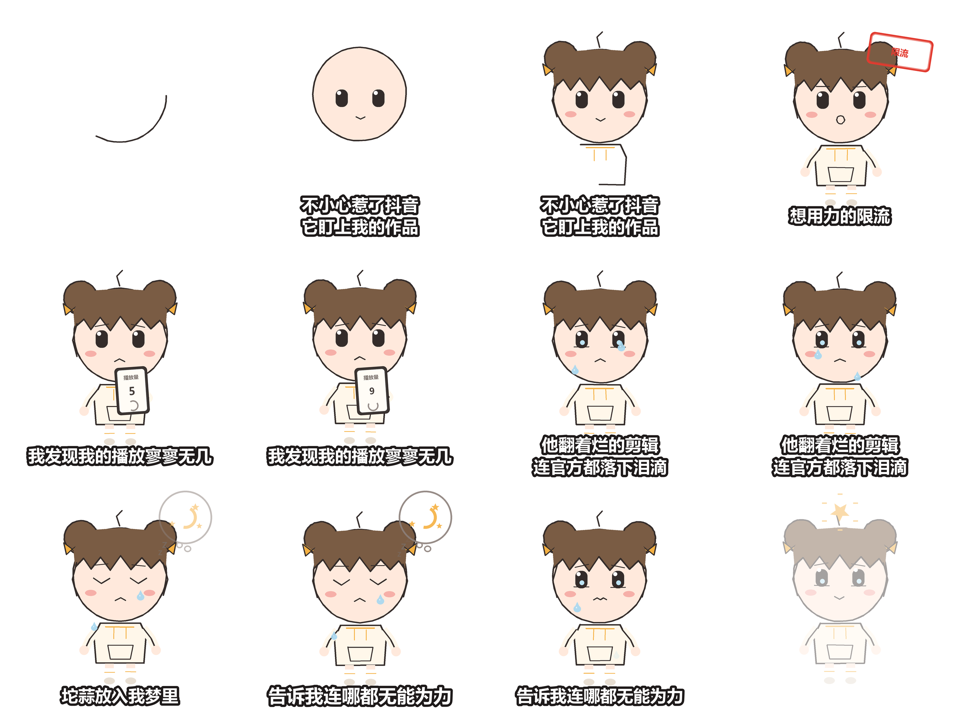 不小心惹了抖音
它盯上我的作品
不小心惹了抖音
它盯上我的作品
限流
想用力的限流
播放量
5
我发现我的播放寥寥无几
播放量
9
我发现我的播放寥寥无几
他翻着烂的剪辑
连官方都落下泪滴
他翻着烂的剪辑
连官方都落下泪滴
坨蒜放入我梦里
告诉我连哪都无能为力
告诉我连哪都无能为力